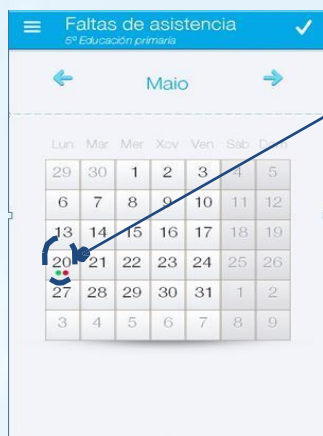 Faltas de asistencia
5º Educación primaria
Maio
Lun Mar Mer Xov Ven Sáb Dom
29 30 1 2 3 4 5
6 7 8 9 10 11 12
13 14 15 16 17 18 19
20 21 22 23 24 25 26
27 28 29 30 31 1 2
3 4 5 6 7 8 9